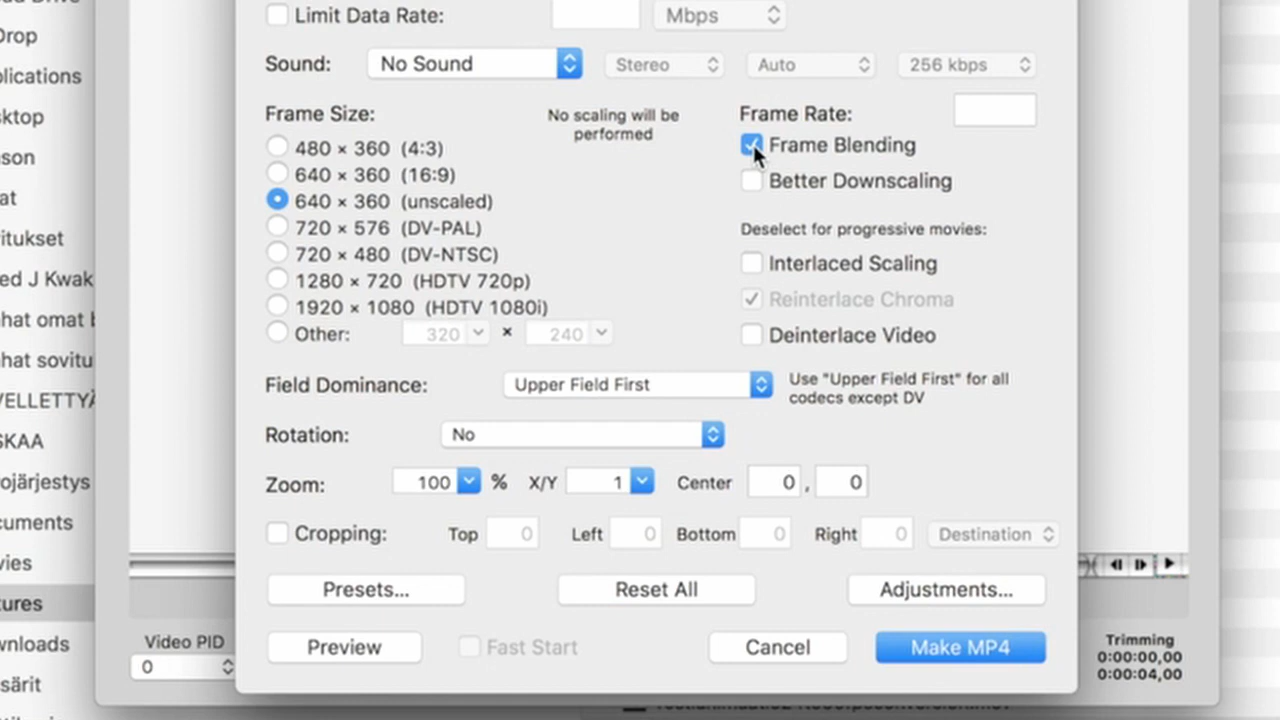 Limit Data Rate: Mbps
Sound: No Sound Stereo Auto 256 kbps
Frame Size:
No scaling will be
performed
480 × 360 (4:3)
640 × 360 (16:9)
640 × 360 (unscaled)
720 × 576 (DV-PAL)
720 × 480 (DV-NTSC)
1280 × 720 (HDTV 720p)
1920 × 1080 (HDTV 1080i)
Other: 320 × 240
Frame Rate:
Frame Blending
Better Downscaling
Deselect for progressive movies:
Interlaced Scaling
Reinterlace Chroma
Deinterlace Video
Field Dominance: Upper Field First
Use "Upper Field First" for all
codecs except DV
Rotation: No
Zoom: 100 % X/Y 1 Center 0 , 0
Cropping: Top 0 Left 0 Bottom 0 Right 0 Destination
Presets... Reset All Adjustments...
Preview Fast Start Cancel Make MP4
Drop
plications
sktop
son
at
ritukset
ed J Kwak
hat omat b
hat sovitu
VELLETTYÄ
SKAA
ojärjestys
cuments
vies
tures
wnloads
särit
Video PID
0
Trimming
0:00:00,00
0:00:04,00